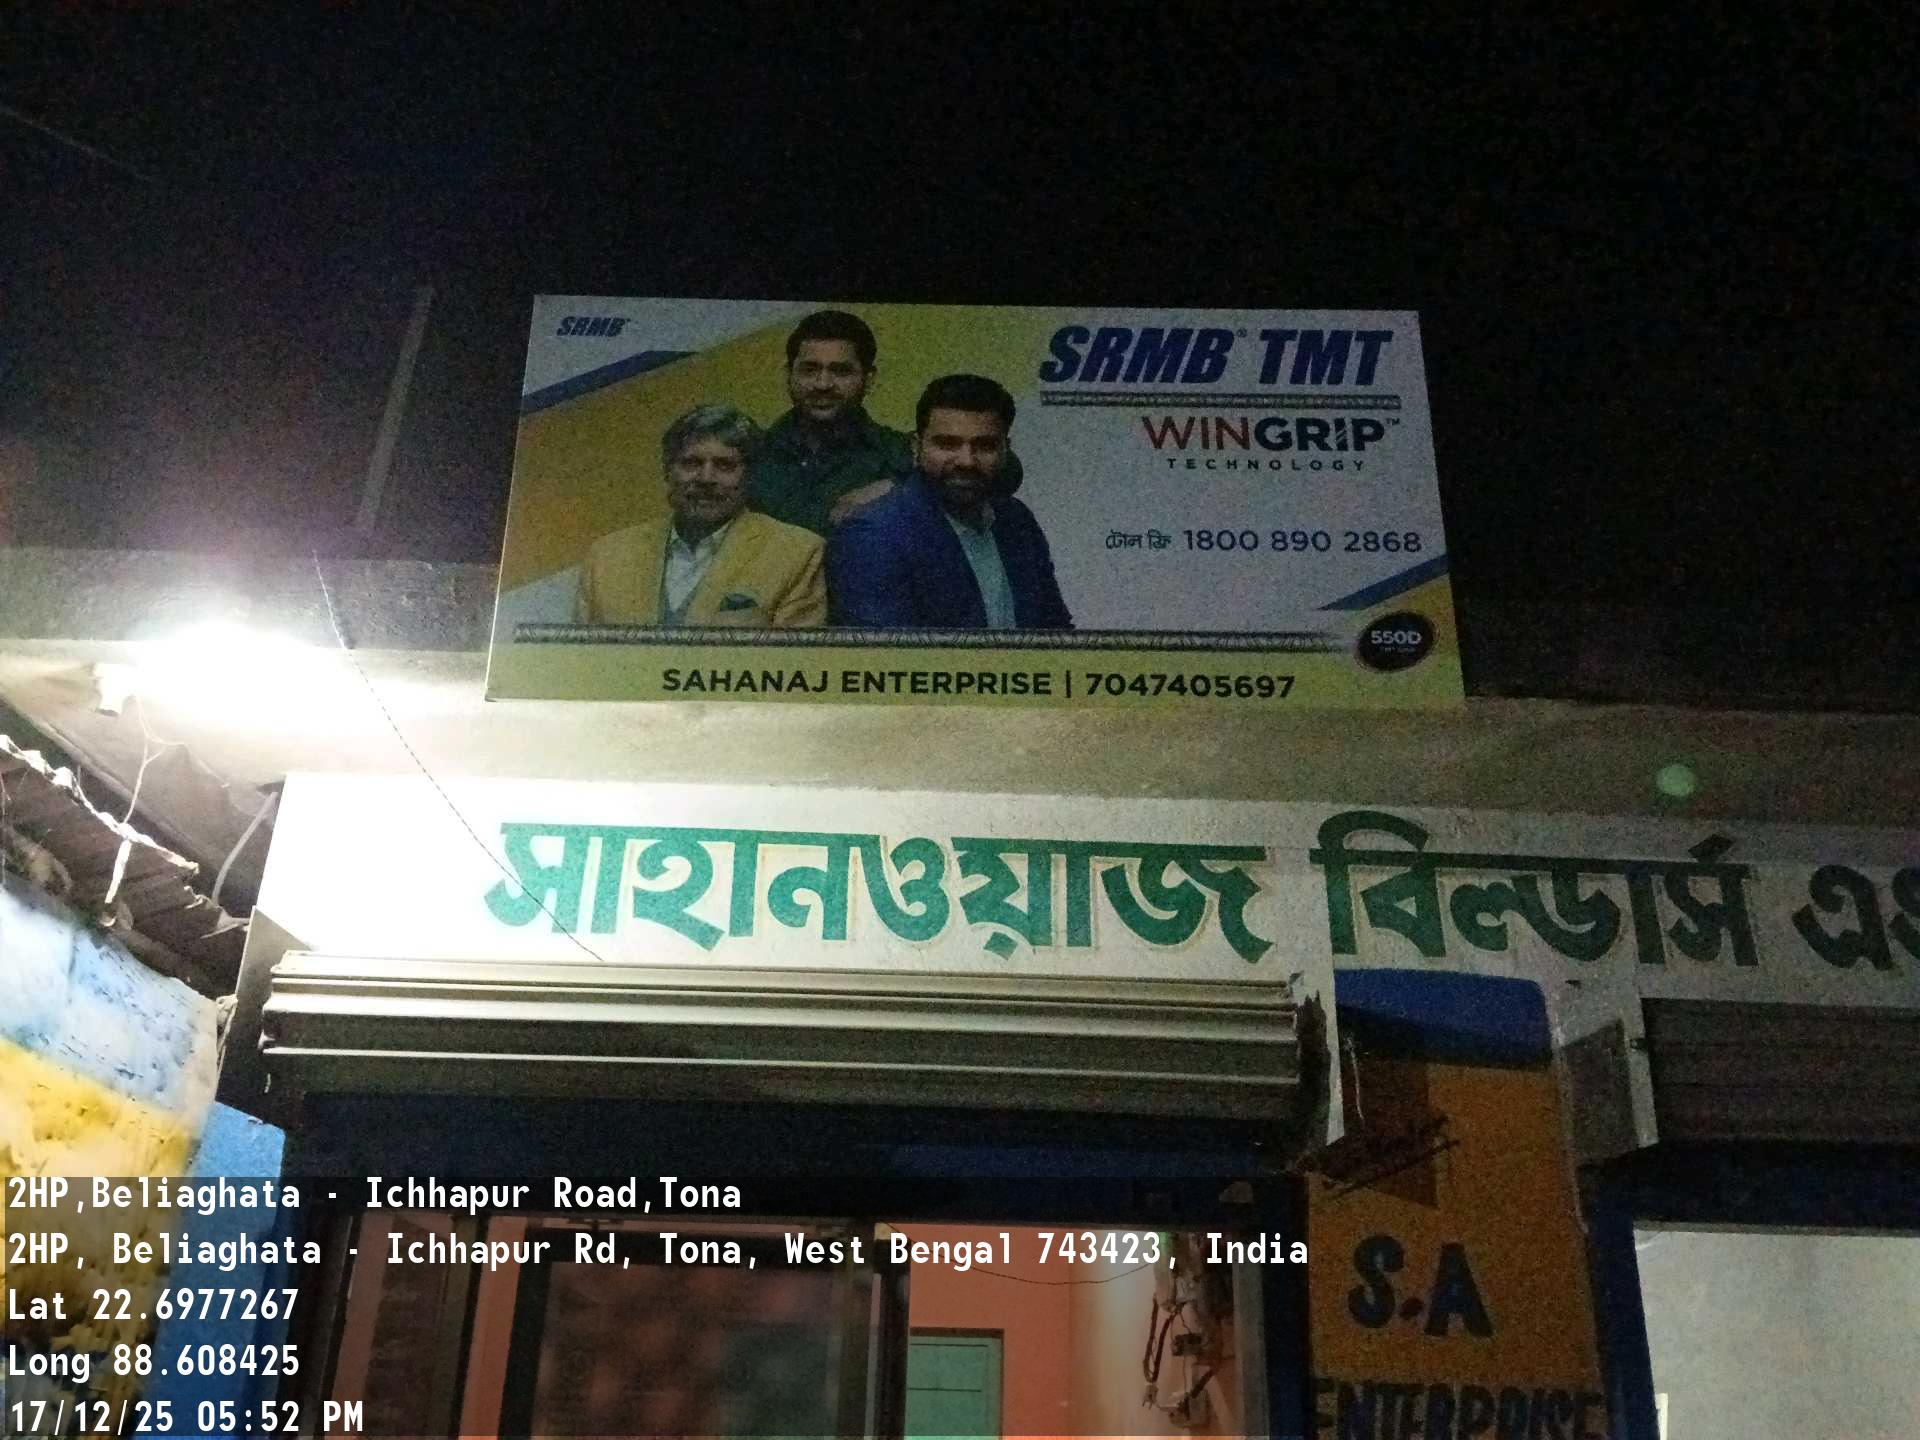 SRMB
SRMB® TMT
WINGRIP™
TECHNOLOGY
টোল ফ্রি 1800 890 2868
550D
SAHANAJ ENTERPRISE | 7047405697
সাহানওয়াজ বিল্ডার্স
S.A
ENTERPRISE
2HP,Beliaghata - Ichhapur Road,Tona
2HP, Beliaghata - Ichhapur Rd, Tona, West Bengal 743423, India
Lat 22.6977267
Long 88.608425
17/12/25 05:52 PM